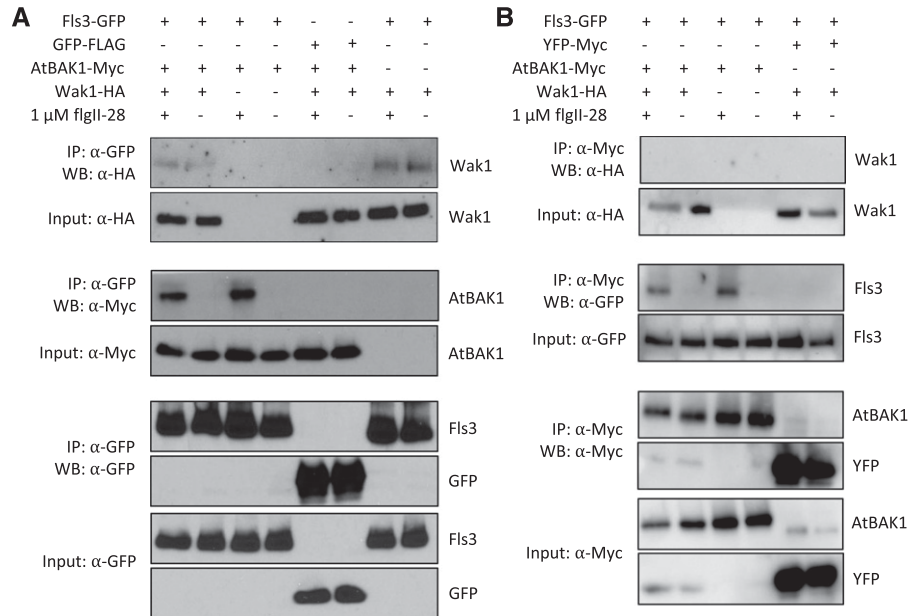 A
Fls3-GFP + + + + - - + +
GFP-FLAG - - - - + + - -
AtBAK1-Myc + + + + + + - -
Wak1-HA + + - - + + + +
1 µM flgII-28 + - + - + - + -
IP: α-GFP
WB: α-HA
Wak1
Input: α-HA
Wak1
IP: α-GFP
WB: α-Myc
AtBAK1
Input: α-Myc
AtBAK1
IP: α-GFP
WB: α-GFP
Fls3
GFP
Input: α-GFP
Fls3
GFP
B
Fls3-GFP + + + + + +
YFP-Myc - - - - + +
AtBAK1-Myc + + + + - -
Wak1-HA + + - - + +
1 µM flgII-28 + - + - + -
IP: α-Myc
WB: α-HA
Wak1
Input: α-HA
Wak1
IP: α-Myc
WB: α-GFP
Fls3
Input: α-GFP
Fls3
IP: α-Myc
WB: α-Myc
AtBAK1
YFP
Input: α-Myc
AtBAK1
YFP